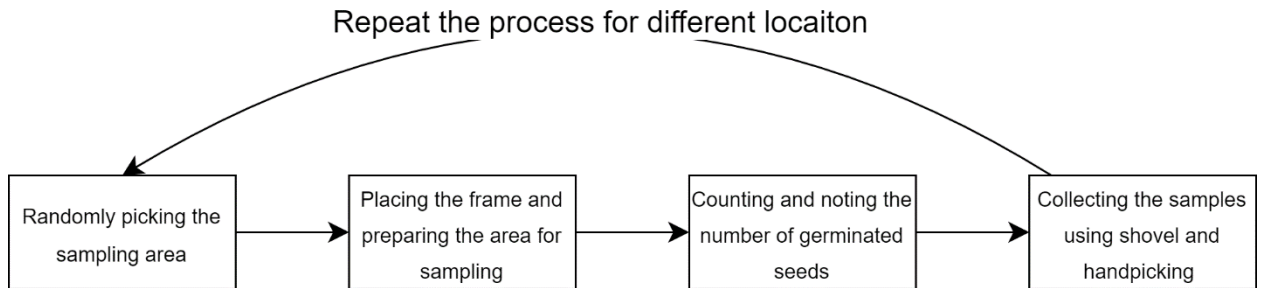 Repeat the process for different locaiton
Randomly picking the
sampling area
Placing the frame and
preparing the area for
sampling
Counting and noting the
number of germinated
seeds
Collecting the samples
using shovel and
handpicking